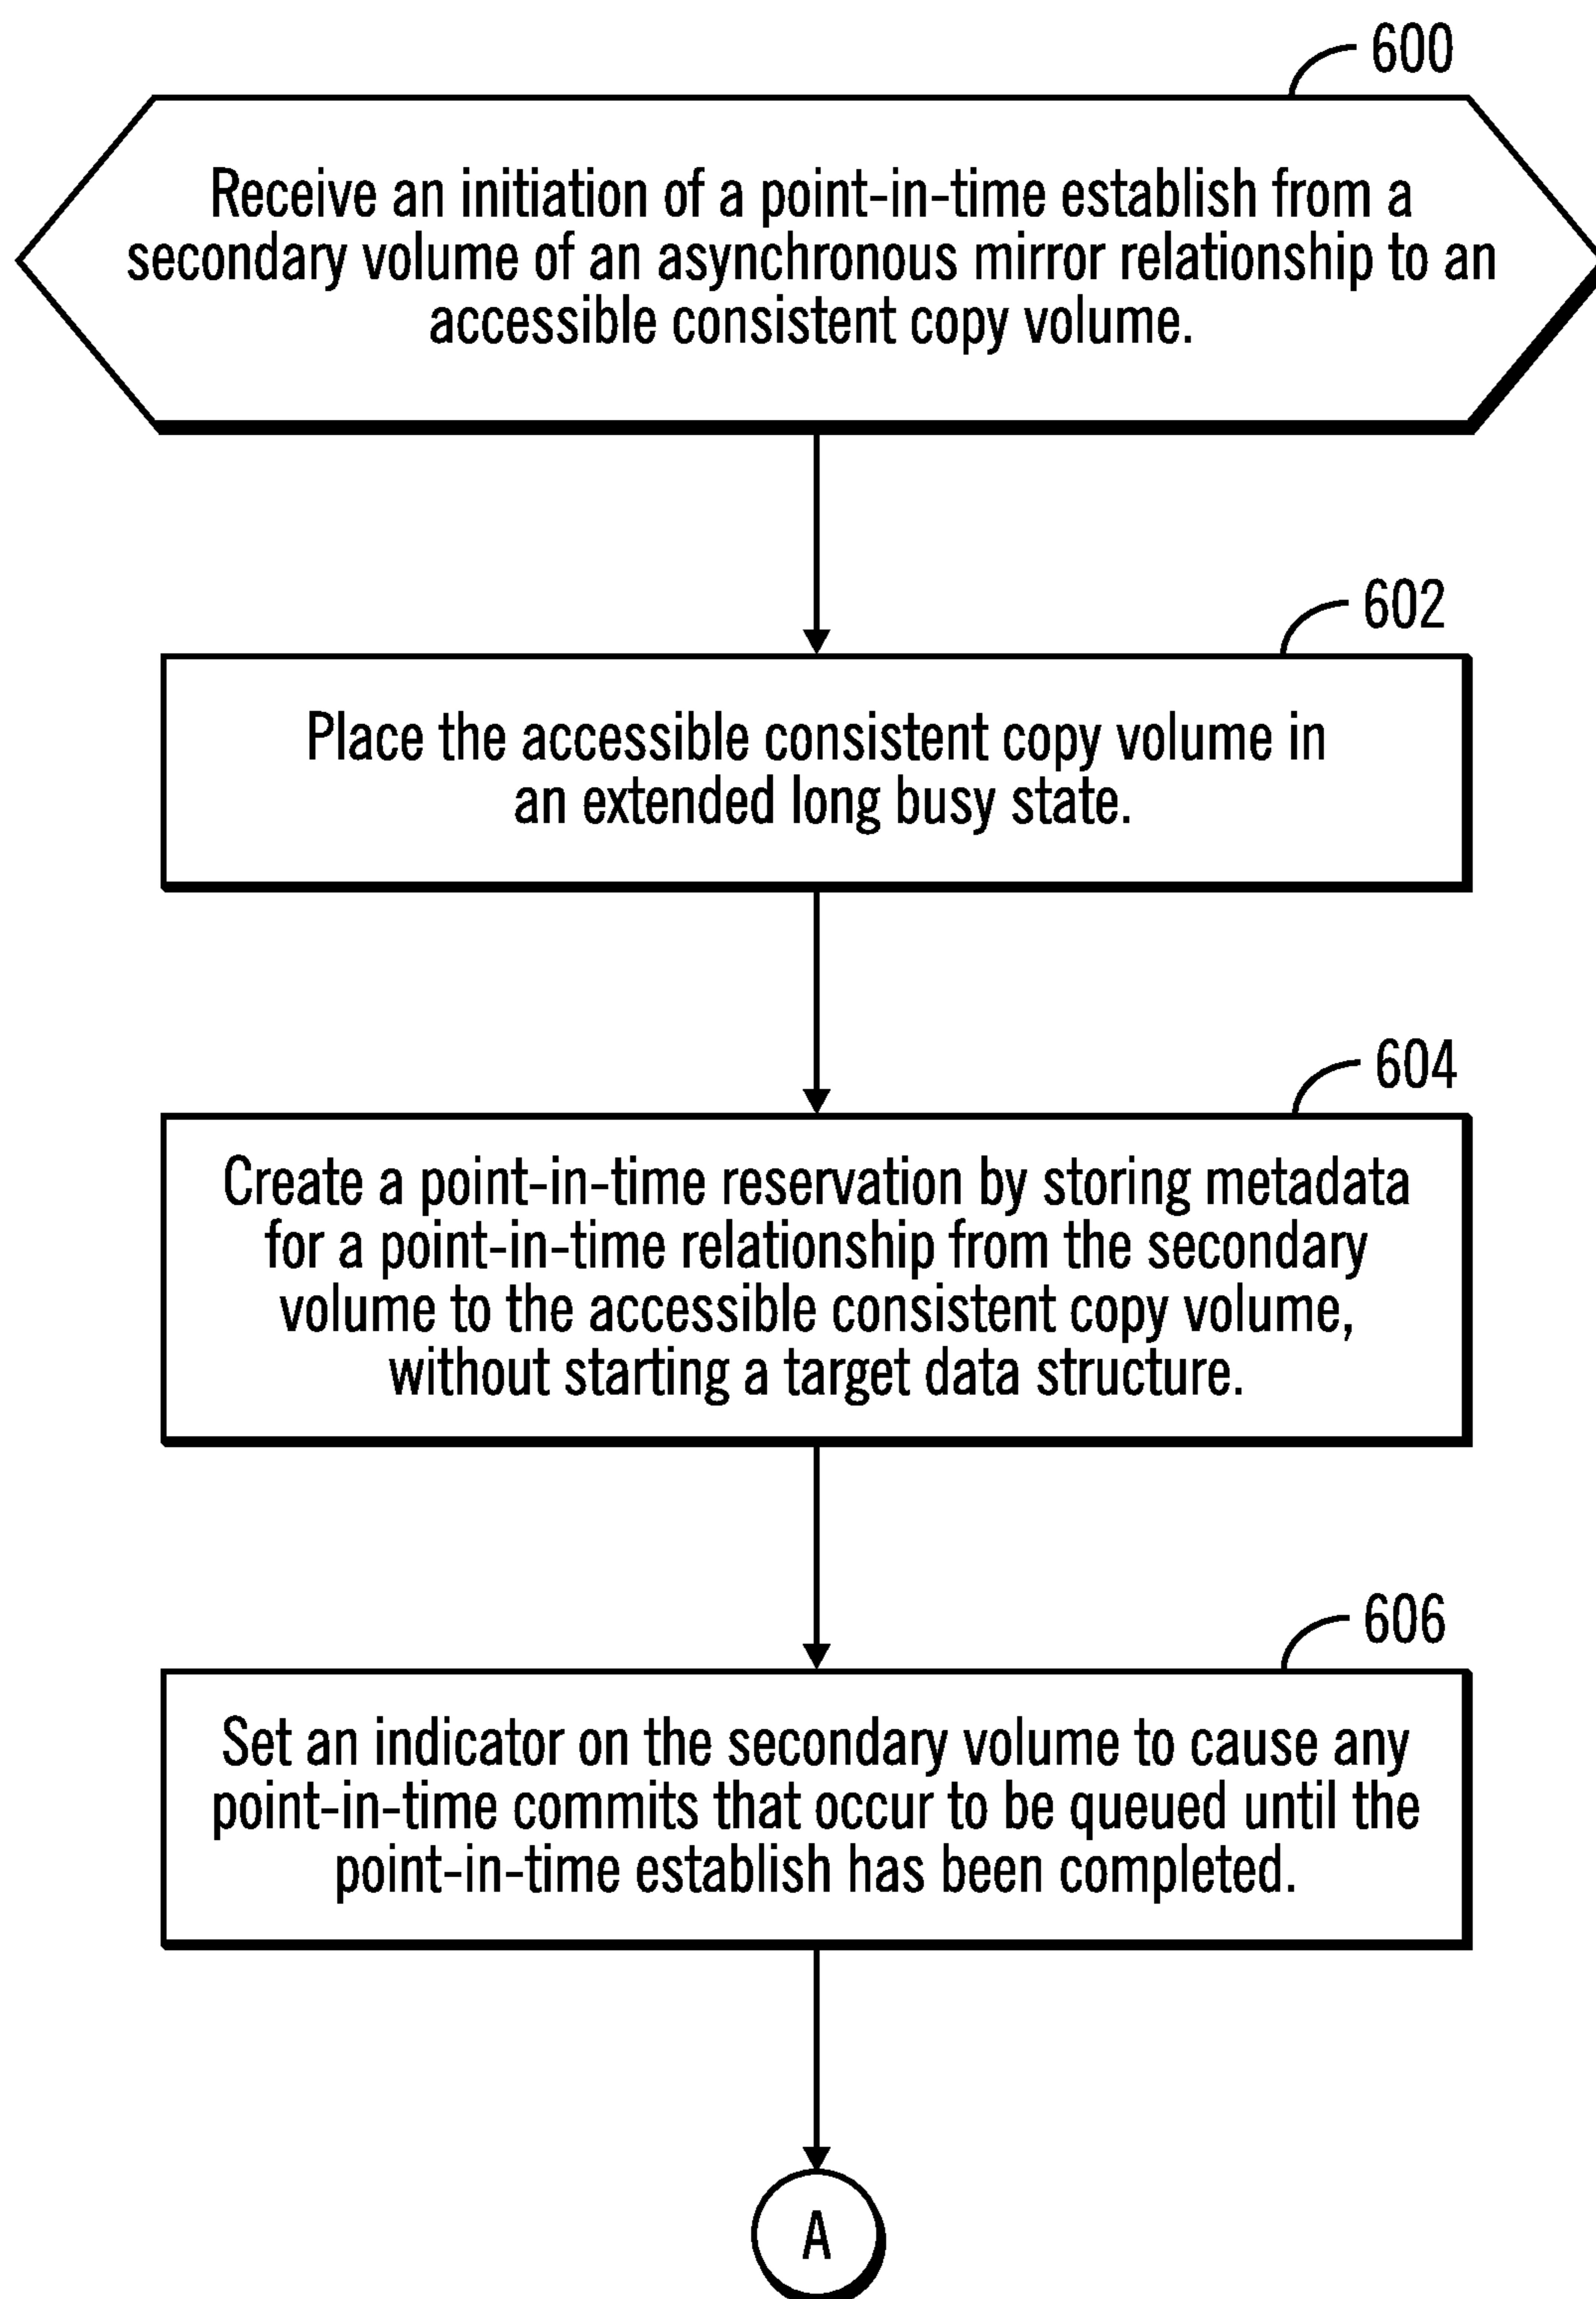 600
Receive an initiation of a point-in-time establish from a
secondary volume of an asynchronous mirror relationship to an
accessible consistent copy volume.
602
Place the accessible consistent copy volume in
an extended long busy state.
604
Create a point-in-time reservation by storing metadata
for a point-in-time relationship from the secondary
volume to the accessible consistent copy volume,
without starting a target data structure.
606
Set an indicator on the secondary volume to cause any
point-in-time commits that occur to be queued until the
point-in-time establish has been completed.
A